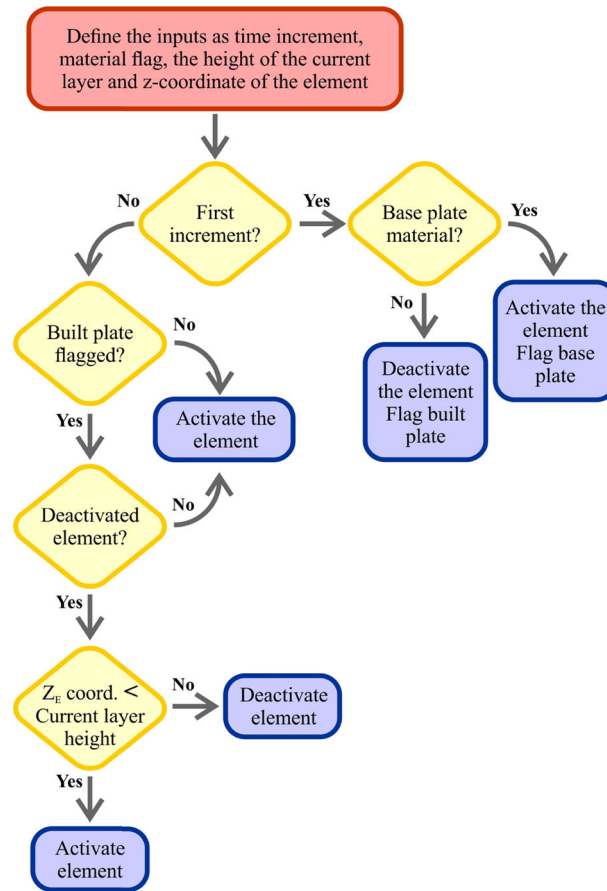 Define the inputs as time increment,
material flag, the height of the current
layer and z-coordinate of the element
No
First
increment?
Yes
Base plate
material?
Yes
Built plate
flagged?
No
No
Activate the
element
Flag base
plate
Deactivate
the element
Flag built
plate
Activate the
element
Yes
Deactivated
element?
No
Yes
Z_E coord. <
Current layer
height
No
Deactivate
element
Yes
Activate
element